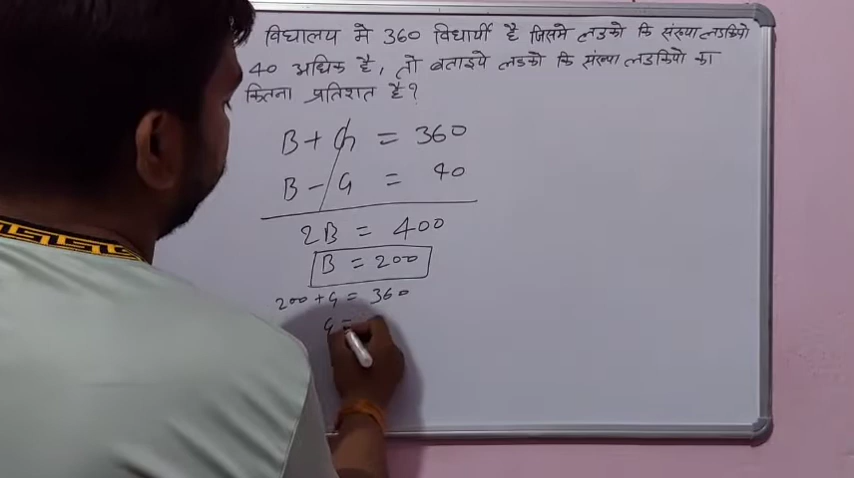 विद्यालय मे 360 विद्यार्थी है जिसमे लडको कि संख्या लडकियो
40 अधिक है, तो बताइये लडको कि संख्या लडकियो का
कितना प्रतिशत है?
B + G = 360
B - G = 40
2B = 400
B = 200
200 + G = 360
G =